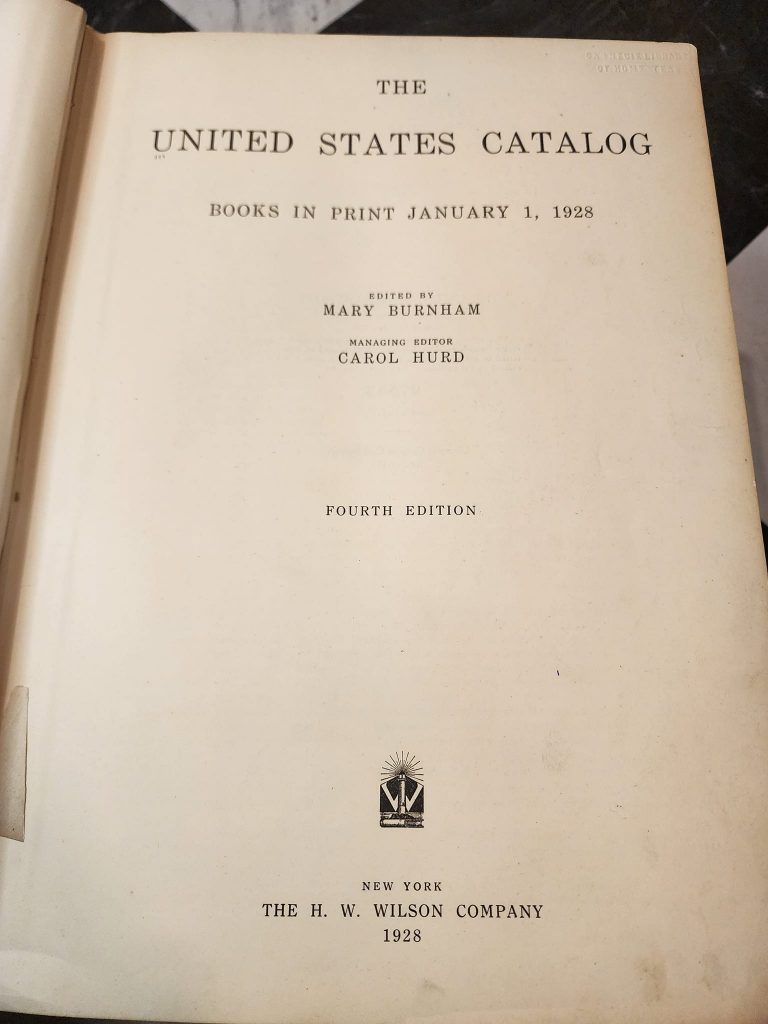 THE
UNITED STATES CATALOG
BOOKS IN PRINT JANUARY 1, 1928
EDITED BY
MARY BURNHAM
MANAGING EDITOR
CAROL HURD
FOURTH EDITION
W
NEW YORK
THE H. W. WILSON COMPANY
1928